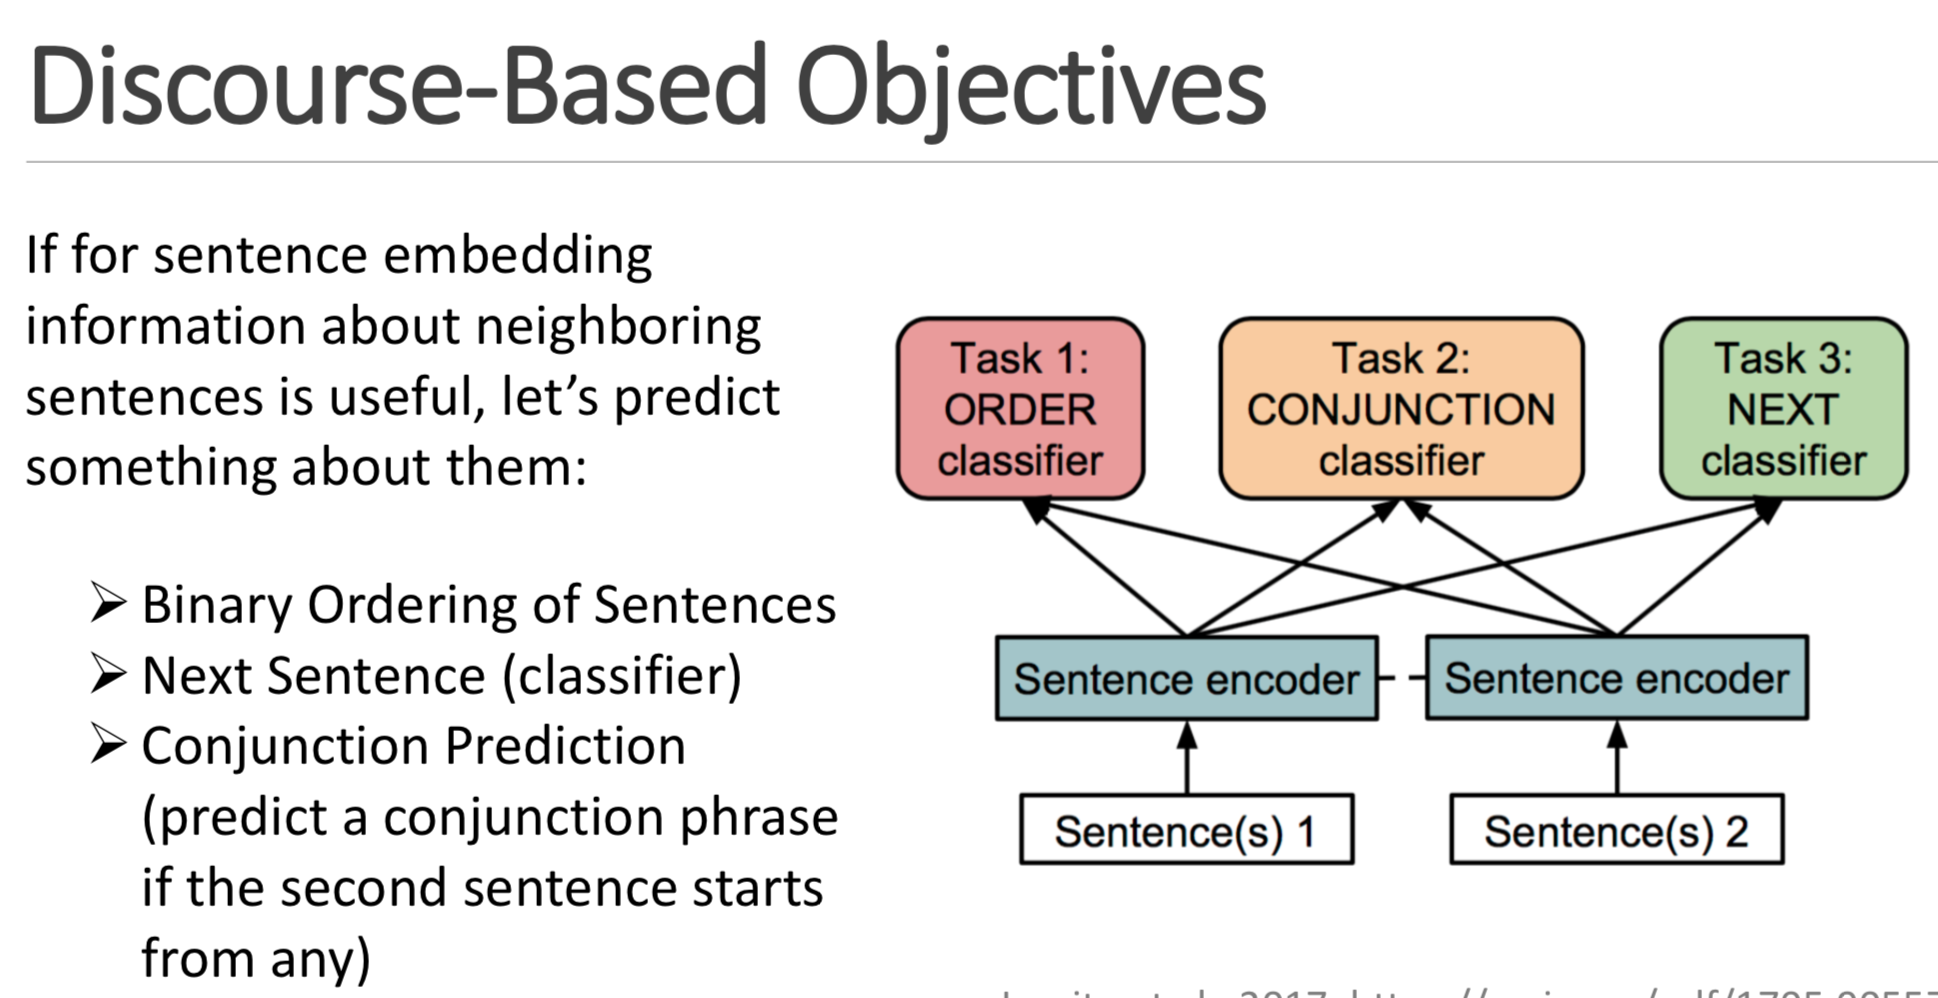 Discourse-Based Objectives
If for sentence embedding
information about neighboring
sentences is useful, let’s predict
something about them:
➢ Binary Ordering of Sentences
➢ Next Sentence (classifier)
➢ Conjunction Prediction
(predict a conjunction phrase
if the second sentence starts
from any)
Task 1:
ORDER
classifier
Task 2:
CONJUNCTION
classifier
Task 3:
NEXT
classifier
Sentence encoder
Sentence encoder
Sentence(s) 1
Sentence(s) 2